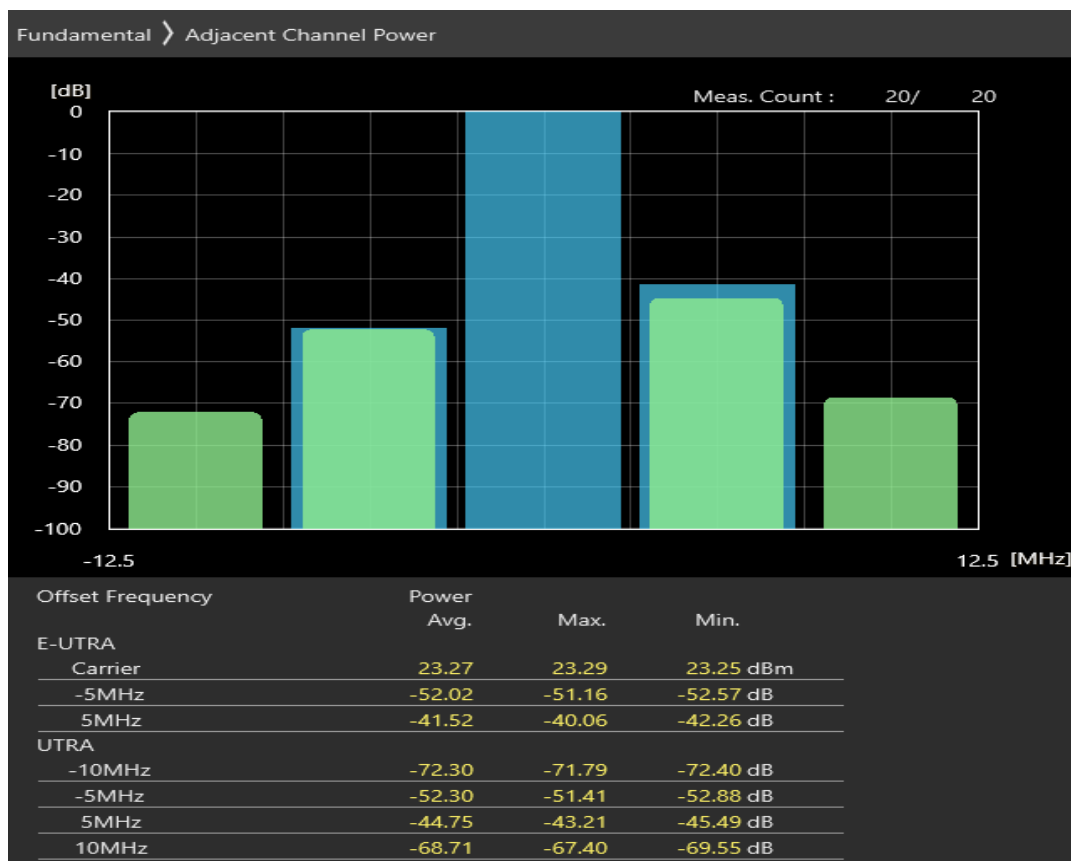 Fundamental ❯ Adjacent Channel Power
[dB]
Meas. Count : 20/ 20
0
-10
-20
-30
-40
-50
-60
-70
-80
-90
-100
-12.5 12.5 [MHz]
Offset Frequency Power
Avg. Max. Min.
E-UTRA
Carrier 23.27 23.29 23.25 dBm
-5MHz -52.02 -51.16 -52.57 dB
5MHz -41.52 -40.06 -42.26 dB
UTRA
-10MHz -72.30 -71.79 -72.40 dB
-5MHz -52.30 -51.41 -52.88 dB
5MHz -44.75 -43.21 -45.49 dB
10MHz -68.71 -67.40 -69.55 dB